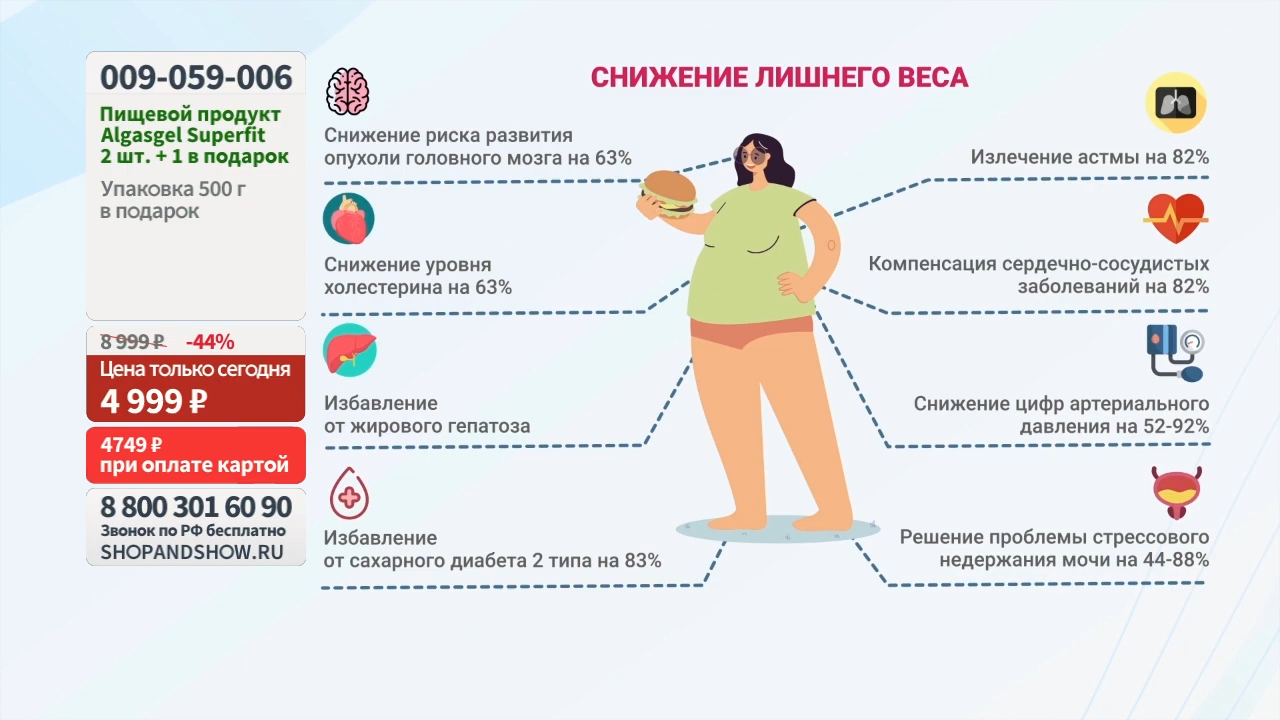 009-059-006
Пищевой продукт
Algasgel Superfit
2 шт. + 1 в подарок
Упаковка 500 г
в подарок
8 999 ₽ -44%
Цена только сегодня
4 999 ₽
4749 ₽
при оплате картой
8 800 301 60 90
Звонок по РФ бесплатно
SHOPANDSHOW.RU
СНИЖЕНИЕ ЛИШНЕГО ВЕСА
Снижение риска развития
опухоли головного мозга на 63%
Снижение уровня
холестерина на 63%
Избавление
от жирового гепатоза
Избавление
от сахарного диабета 2 типа на 83%
Излечение астмы на 82%
Компенсация сердечно-сосудистых
заболеваний на 82%
Снижение цифр артериального
давления на 52-92%
Решение проблемы стрессового
недержания мочи на 44-88%